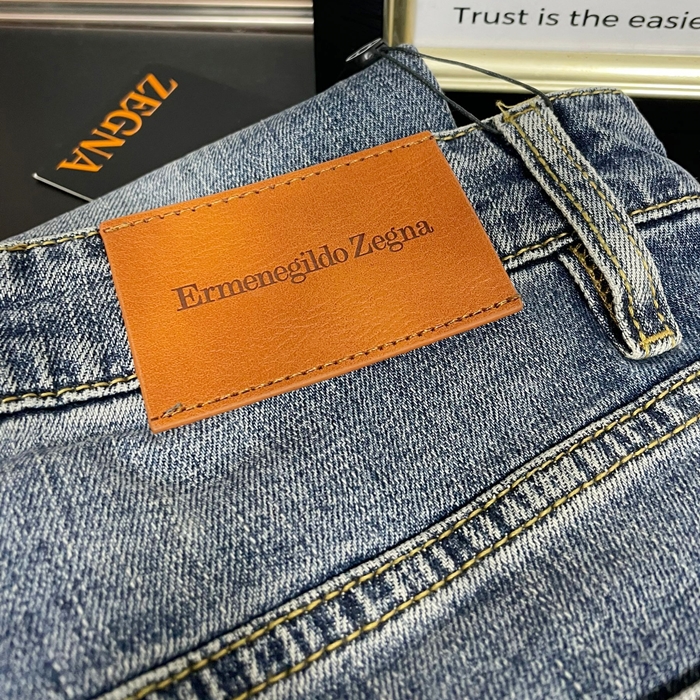 Trust is the easie
ZEGNA
Ermenegildo Zegna